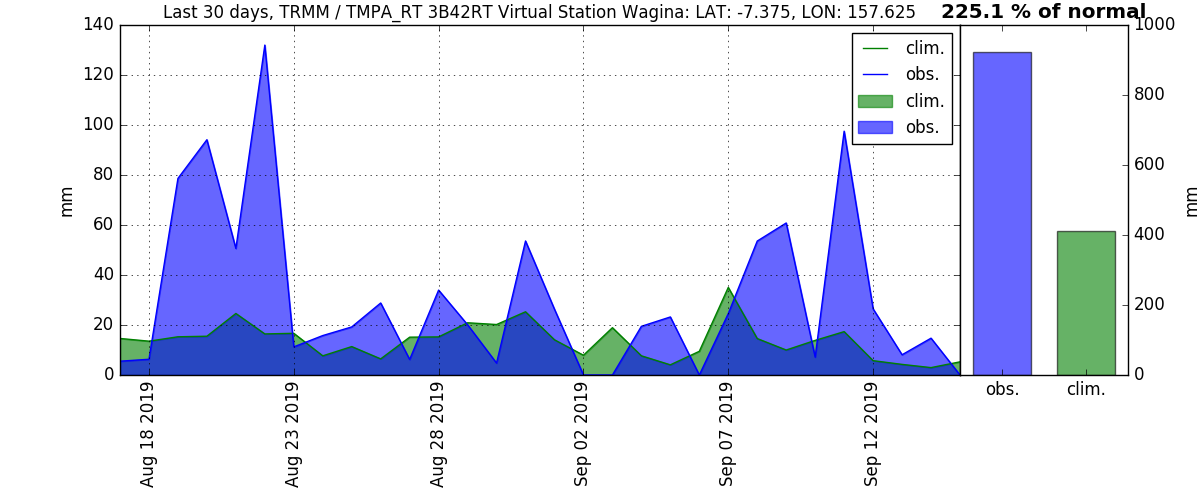 Last 30 days, TRMM / TMPA_RT 3B42RT Virtual Station Wagina: LAT: -7.375, LON: 157.625
225.1 % of normal
mm
140
120
100
80
60
40
20
0
Aug 18 2019
Aug 23 2019
Aug 28 2019
Sep 02 2019
Sep 07 2019
Sep 12 2019
clim.
obs.
clim.
obs.
1000
800
600
400
200
0
mm
obs.
clim.